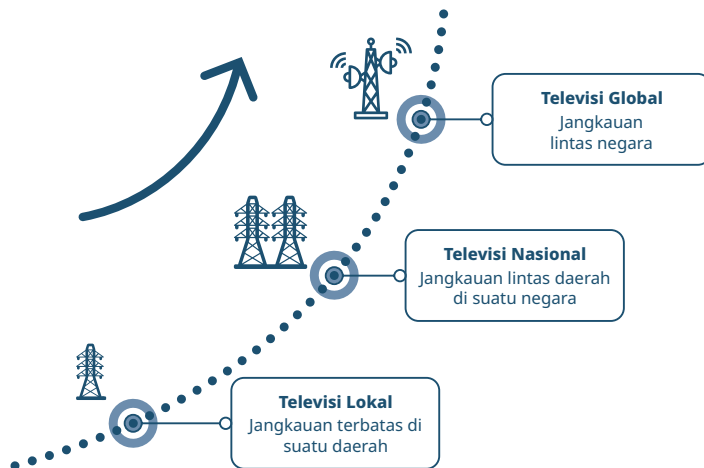 Televisi Global
Jangkauan
lintas negara
Televisi Nasional
Jangkauan lintas daerah
di suatu negara
Televisi Lokal
Jangkauan terbatas di
suatu daerah